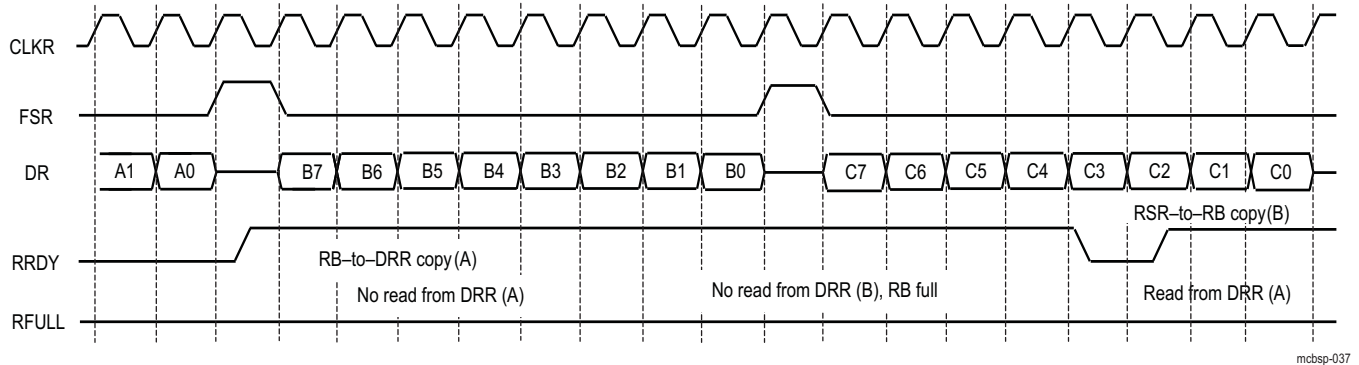 CLKR
FSR
DR A1 A0 B7 B6 B5 B4 B3 B2 B1 B0 C7 C6 C5 C4 C3 C2 C1 C0
RSR–to–RB copy(B)
RRDY RB–to–DRR copy(A)
No read from DRR (A) No read from DRR (B), RB full Read from DRR (A)
RFULL
mcbsp-037